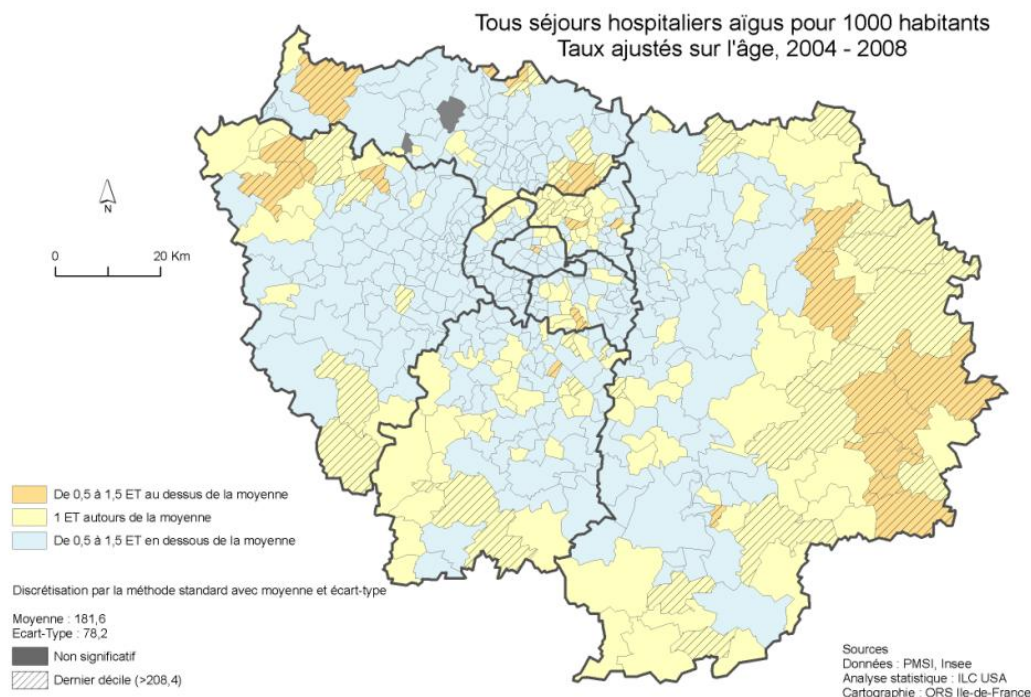 Tous séjours hospitaliers aïgus pour 1000 habitants
Taux ajustés sur l'âge, 2004 - 2008
N
0 20 Km
De 0,5 à 1,5 ET au dessus de la moyenne
1 ET autours de la moyenne
De 0,5 à 1,5 ET en dessous de la moyenne
Discrétisation par la méthode standard avec moyenne et écart-type
Moyenne : 181,6
Ecart-Type : 78,2
Non significatif
Dernier décile (>208,4)
Sources
Données : PMSI, Insee
Analyse statistique : ILC USA
Cartographie : ORS Ile-de-France